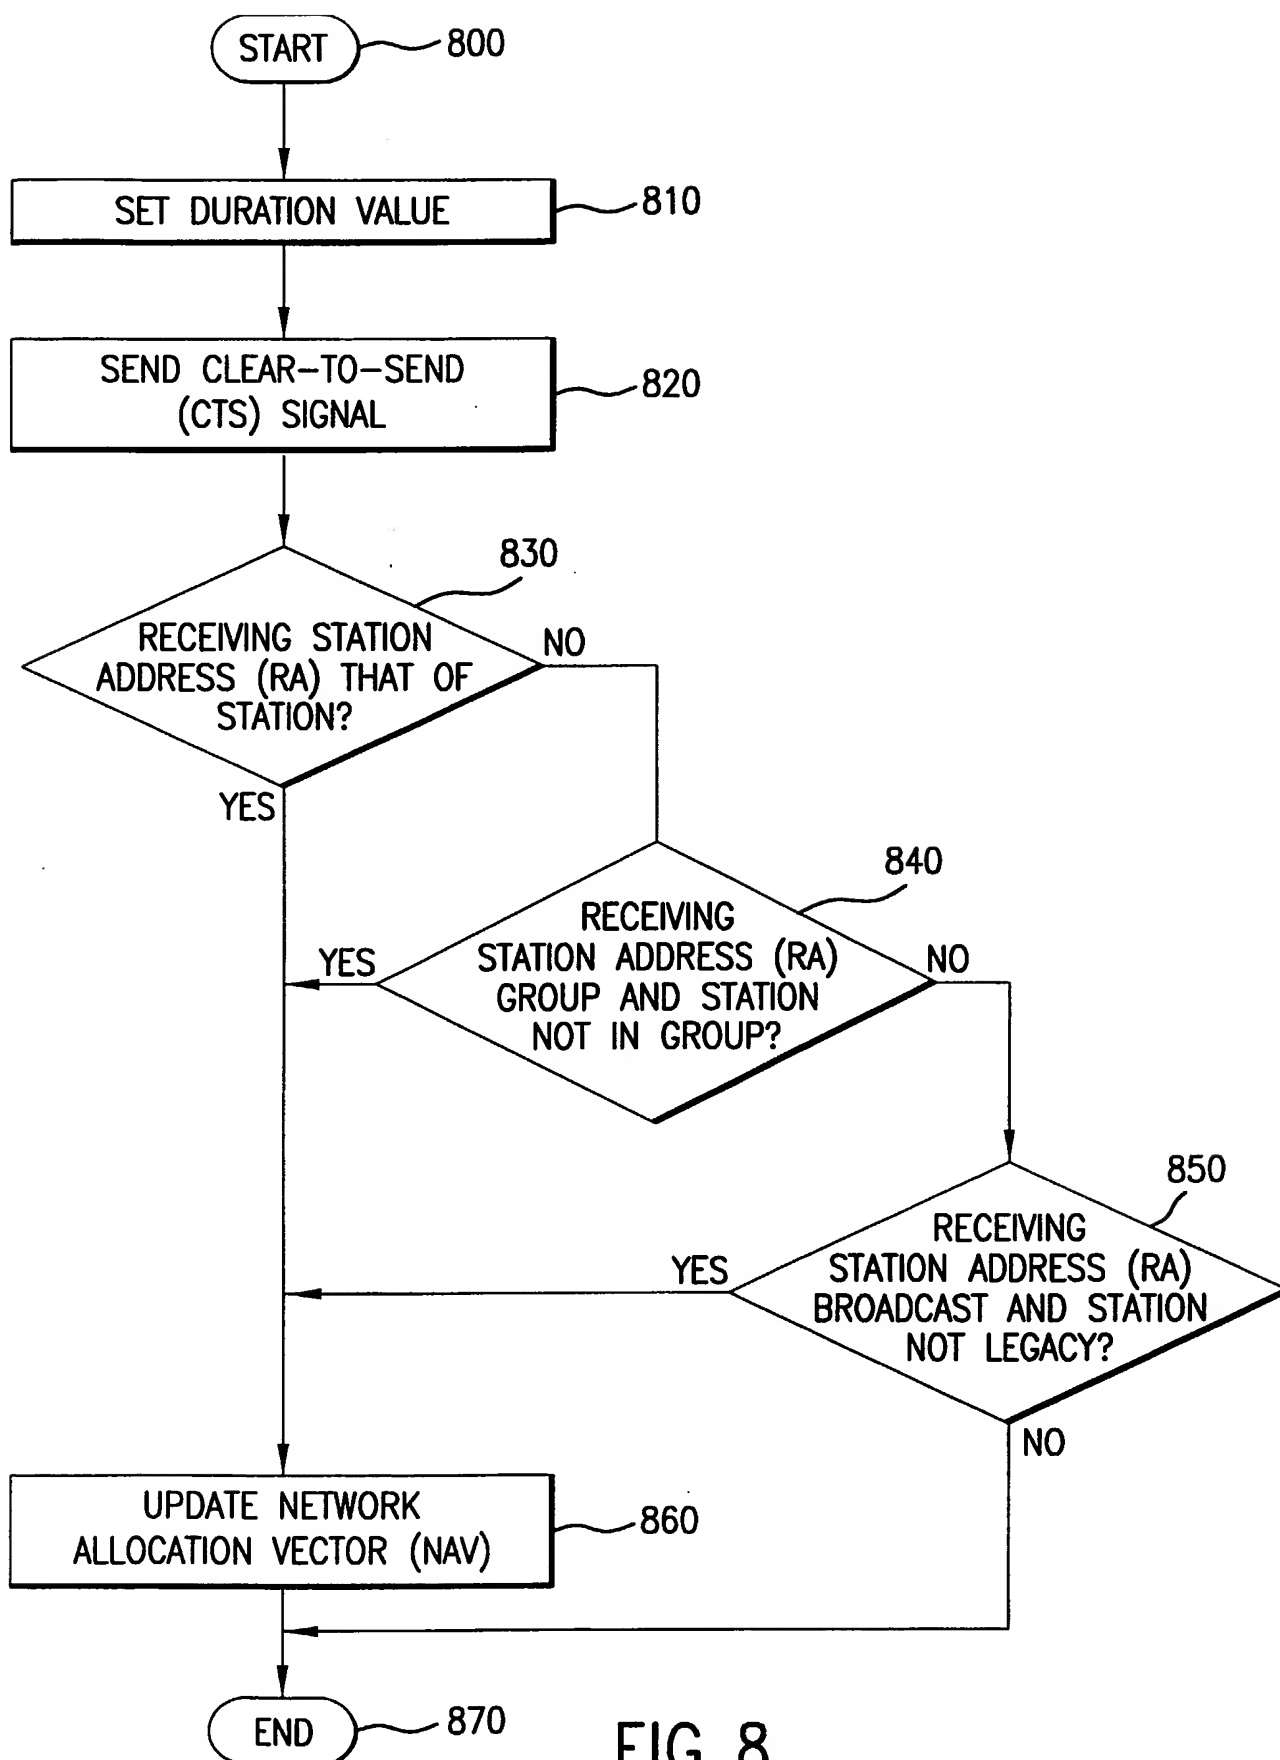 START
800
SET DURATION VALUE
810
SEND CLEAR-TO-SEND
(CTS) SIGNAL
820
830
RECEIVING STATION
ADDRESS (RA) THAT OF
STATION?
NO
YES
840
RECEIVING
STATION ADDRESS (RA)
GROUP AND STATION
NOT IN GROUP?
YES
NO
850
RECEIVING
STATION ADDRESS (RA)
BROADCAST AND STATION
NOT LEGACY?
YES
NO
UPDATE NETWORK
ALLOCATION VECTOR (NAV)
860
END
870
FIG 8